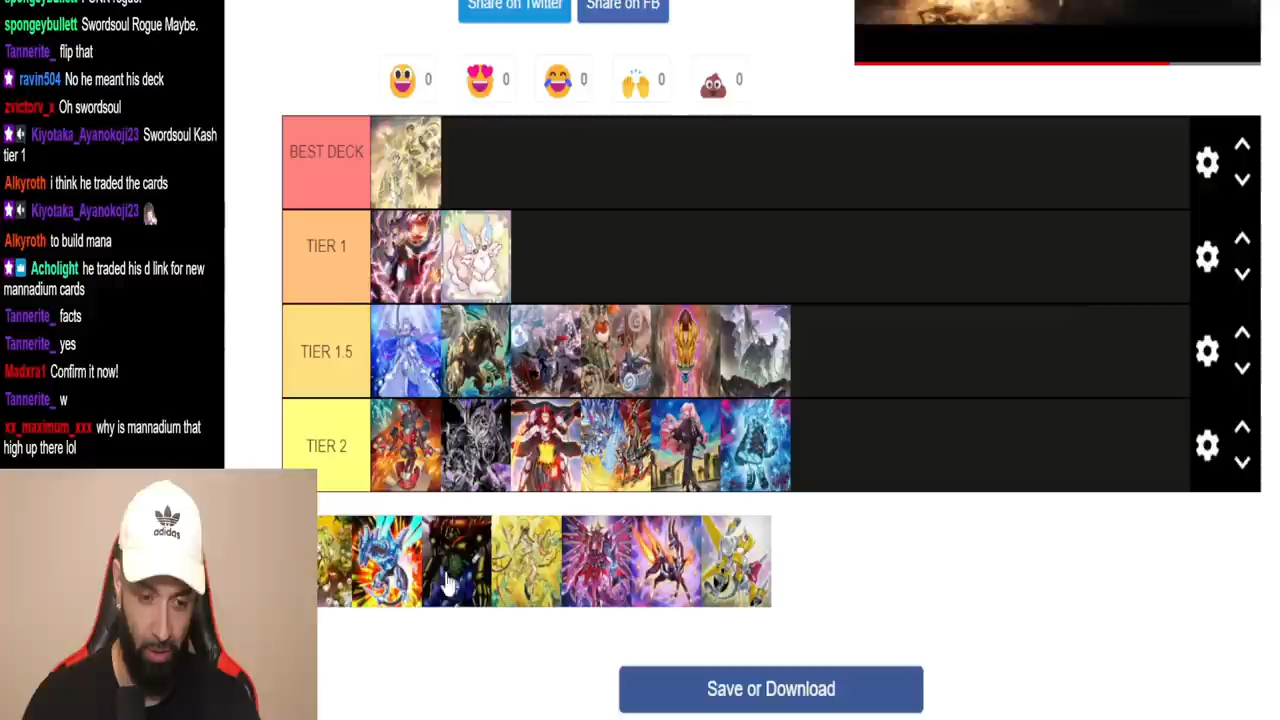 spongeybullett
spongeybullett Swordsoul Rogue Maybe.
Tannerite_ flip that
ravin504 No he meant his deck
zvictorv_x Oh swordsoul
Kiyotaka_Ayanokoji23 Swordsoul Kash
tier 1
Alkyroth i think he traded the cards
Kiyotaka_Ayanokoji23
Alkyroth to build mana
Acholight he traded his d link for new
mannadium cards
Tannerite_ facts
Tannerite_ yes
Madxra1 Confirm it now!
Tannerite_ w
xx_maximum_xxx why is mannadium that
high up there lol
Share on Twitter
Share on FB
0
0
0
0
0
BEST DECK
TIER 1
TIER 1.5
TIER 2
adidas
Save or Download